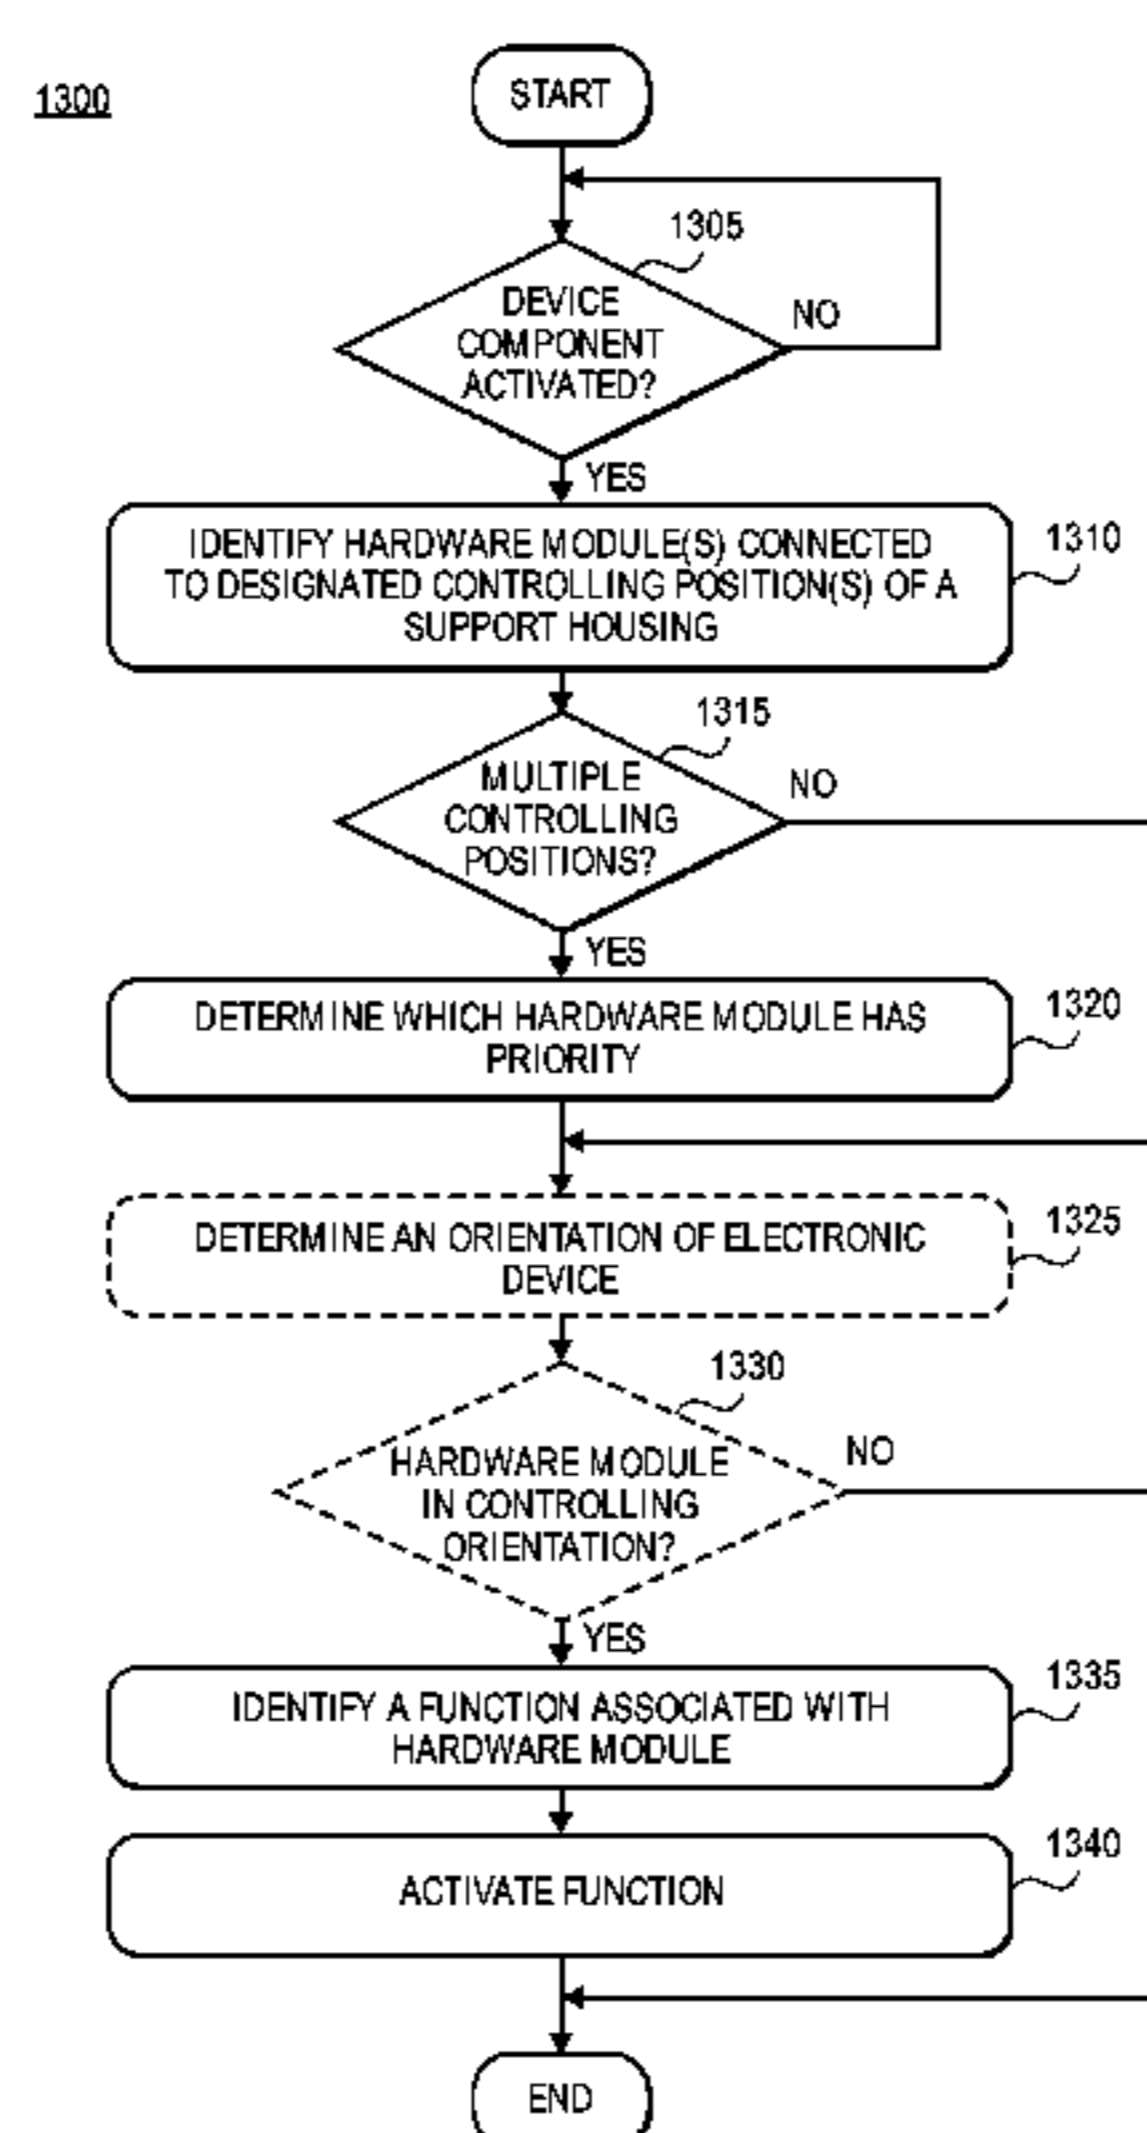 1300
START
1305
DEVICE
COMPONENT
ACTIVATED?
NO
YES
IDENTIFY HARDWARE MODULE(S) CONNECTED
TO DESIGNATED CONTROLLING POSITION(S) OF A
SUPPORT HOUSING
1310
1315
MULTIPLE
CONTROLLING
POSITIONS?
NO
YES
DETERMINE WHICH HARDWARE MODULE HAS
PRIORITY
1320
DETERMINE AN ORIENTATION OF ELECTRONIC
DEVICE
1325
1330
HARDWARE MODULE
IN CONTROLLING
ORIENTATION?
NO
YES
IDENTIFY A FUNCTION ASSOCIATED WITH
HARDWARE MODULE
1335
ACTIVATE FUNCTION
1340
END